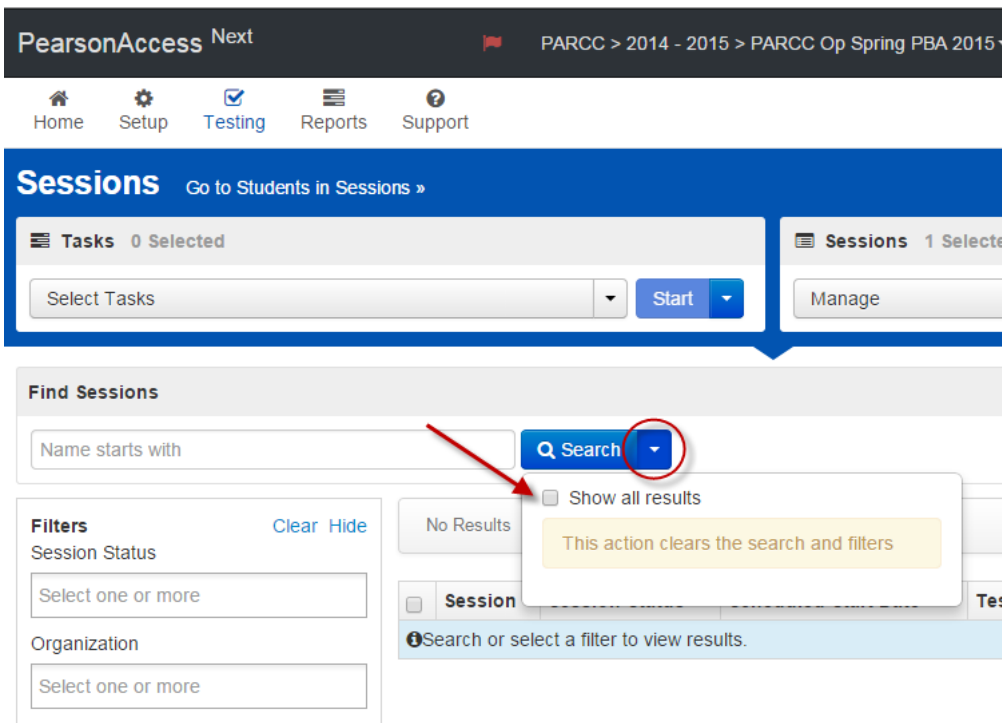 PearsonAccess Next
PARCC > 2014 - 2015 > PARCC Op Spring PBA 2015
Home Setup Testing Reports Support
Sessions Go to Students in Sessions »
Tasks 0 Selected
Sessions 1
Select Tasks
Start
Manage
Find Sessions
Name starts with
Search
Show all results
This action clears the search and filters
Filters Clear Hide
No Results
Session Status
Select one or more
Session
Organization
Search or select a filter to view results.
Select one or more